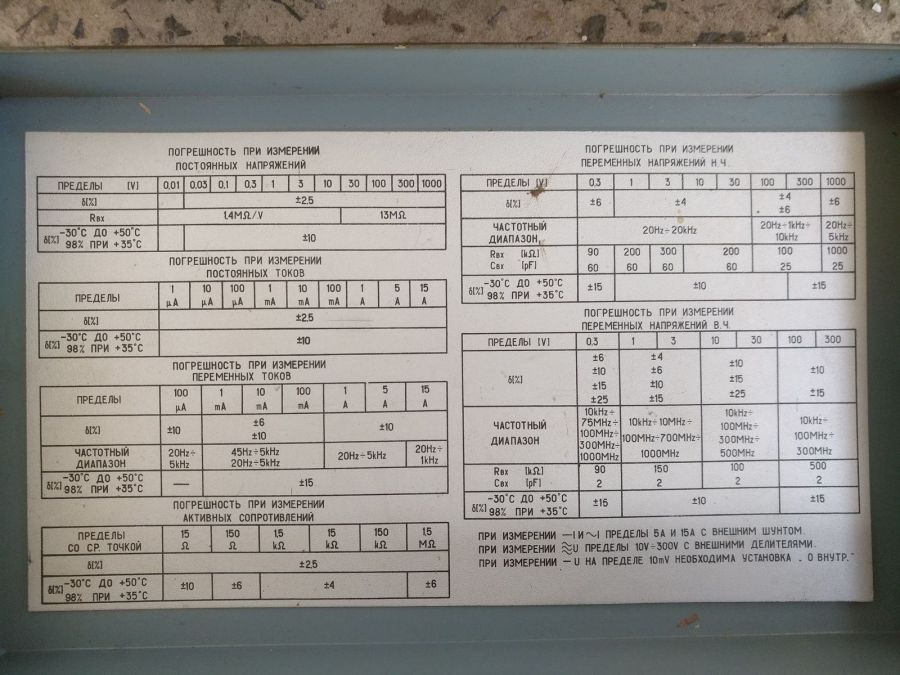 ПОГРЕШНОСТЬ ПРИ ИЗМЕРЕНИИ
ПОСТОЯННЫХ НАПРЯЖЕНИЙ
ПРЕДЕЛЫ [V] 0,01 0,03 0,1 0,3 1 3 10 30 100 300 1000
δ[%] ±2,5
Rвх 1,4MΩ/V 13MΩ
δ[%] -30°C ДО +50°C
98% ПРИ +35°C ±10
ПОГРЕШНОСТЬ ПРИ ИЗМЕРЕНИИ
ПОСТОЯННЫХ ТОКОВ
ПРЕДЕЛЫ 1 10 100 1 10 100 1 5 15
μA μA μA mA mA mA A A A
δ[%] ±2,5
δ[%] -30°C ДО +50°C
98% ПРИ +35°C ±10
ПОГРЕШНОСТЬ ПРИ ИЗМЕРЕНИИ
ПЕРЕМЕННЫХ ТОКОВ
ПРЕДЕЛЫ 100 1 10 100 1 5 15
μA mA mA mA A A A
δ[%] ±10 ±6 ±10
±10
ЧАСТОТНЫЙ 20Hz÷ 45Hz÷5kHz 20Hz÷5kHz 20Hz÷
ДИАПАЗОН 5kHz 20Hz÷5kHz 1kHz
δ[%] -30°C ДО +50°C
98% ПРИ +35°C — ±15
ПОГРЕШНОСТЬ ПРИ ИЗМЕРЕНИИ
АКТИВНЫХ СОПРОТИВЛЕНИЙ
ПРЕДЕЛЫ 15 150 1,5 15 150 1,5
СО СР. ТОЧКОЙ Ω Ω kΩ kΩ kΩ MΩ
δ[%] ±2,5
δ[%] -30°C ДО +50°C
98% ПРИ +35°C ±10 ±6 ±4 ±6
ПОГРЕШНОСТЬ ПРИ ИЗМЕРЕНИИ
ПЕРЕМЕННЫХ НАПРЯЖЕНИЙ Н.Ч.
ПРЕДЕЛЫ [V] 0,3 1 3 10 30 100 300 1000
δ[%] ±6 ±4 ±4 ±6
±6
ЧАСТОТНЫЙ 20Hz÷20kHz 20Hz÷1kHz÷ 20Hz÷
ДИАПАЗОН 10kHz 5kHz
Rвх [kΩ] 90 200 300 200 100 1000
Cвх [pF] 60 60 60 60 25 25
δ[%] -30°C ДО +50°C
98% ПРИ +35°C ±15 ±10 ±15
ПОГРЕШНОСТЬ ПРИ ИЗМЕРЕНИИ
ПЕРЕМЕННЫХ НАПРЯЖЕНИЙ В.Ч.
ПРЕДЕЛЫ [V] 0,3 1 3 10 30 100 300
δ[%] ±6 ±4 ±10 ±10
±10 ±6 ±15 ±15
±15 ±10 ±25
±25 ±15
ЧАСТОТНЫЙ ДИАПАЗОН
10kHz÷ 10kHz÷10MHz÷ 10kHz÷ 10kHz÷
75MHz÷ 100MHz÷700MHz÷ 100MHz÷ 100MHz÷
100MHz÷ 1000MHz 300MHz÷ 300MHz
300MHz÷ 500MHz
1000MHz
Rвх [kΩ] 90 150 100 500
Cвх [pF] 2 2 2 2
δ[%] -30°C ДО +50°C
98% ПРИ +35°C ±15 ±10 ±15
ПРИ ИЗМЕРЕНИИ —I И ~I ПРЕДЕЛЫ 5А И 15А С ВНЕШНИМ ШУНТОМ.
ПРИ ИЗМЕРЕНИИ ≋U ПРЕДЕЛЫ 10V÷300V С ВНЕШНИМИ ДЕЛИТЕЛЯМИ.
ПРИ ИЗМЕРЕНИИ —U НА ПРЕДЕЛЕ 10mV НЕОБХОДИМА УСТАНОВКА „О ВНУТР."